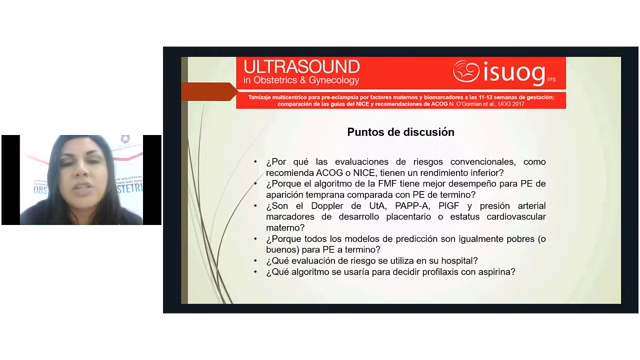 ULTRASOUND
in Obstetrics & Gynecology
isuog.org
Tamizaje multicentrico para pre-eclampsia por factores maternos y biomarcadores a las 11-13 semanas de gestación:
comparación de las guias del NICE y recomendaciones de ACOG N. O'Gorman et al., UOG 2017
Puntos de discusión
• ¿Por qué las evaluaciones de riesgos convencionales, como
recomienda ACOG o NICE, tienen un rendimiento inferior?
• ¿Porque el algoritmo de la FMF tiene mejor desempeño para PE de
aparición temprana comparada con PE de termino?
• ¿Son el Doppler de UtA, PAPP-A, PlGF y presión arterial
marcadores de desarrollo placentario o estatus cardiovascular
materno?
• ¿Porque todos los modelos de predicción son igualmente pobres (o
buenos) para PE a termino?
• ¿Qué evaluación de riesgo se utiliza en su hospital?
• ¿Qué algoritmo se usaría para decidir profilaxis con aspirina?